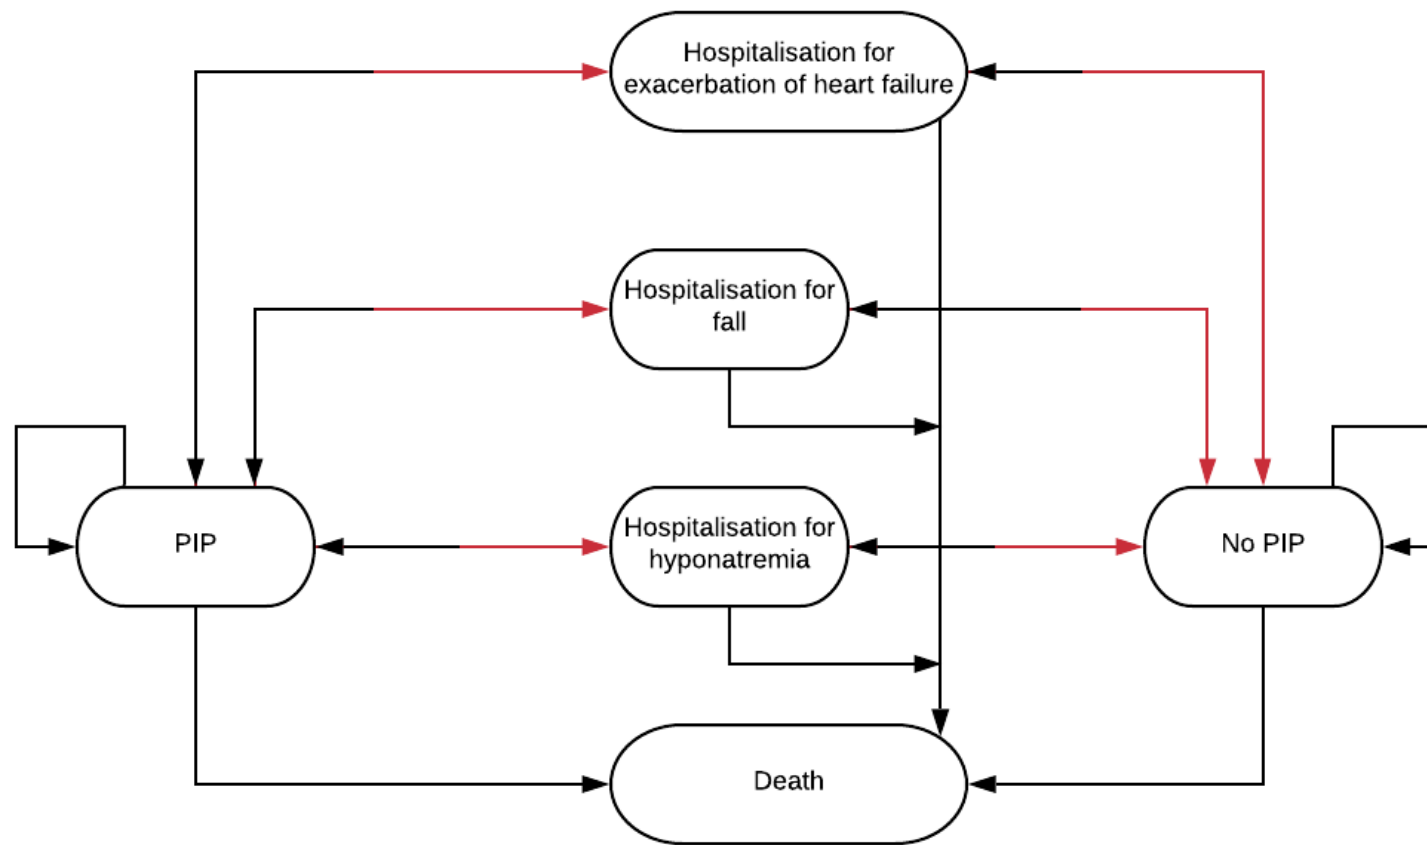 Hospitalisation for
exacerbation of heart failure
Hospitalisation for
fall
PIP
Hospitalisation for
hyponatremia
No PIP
Death